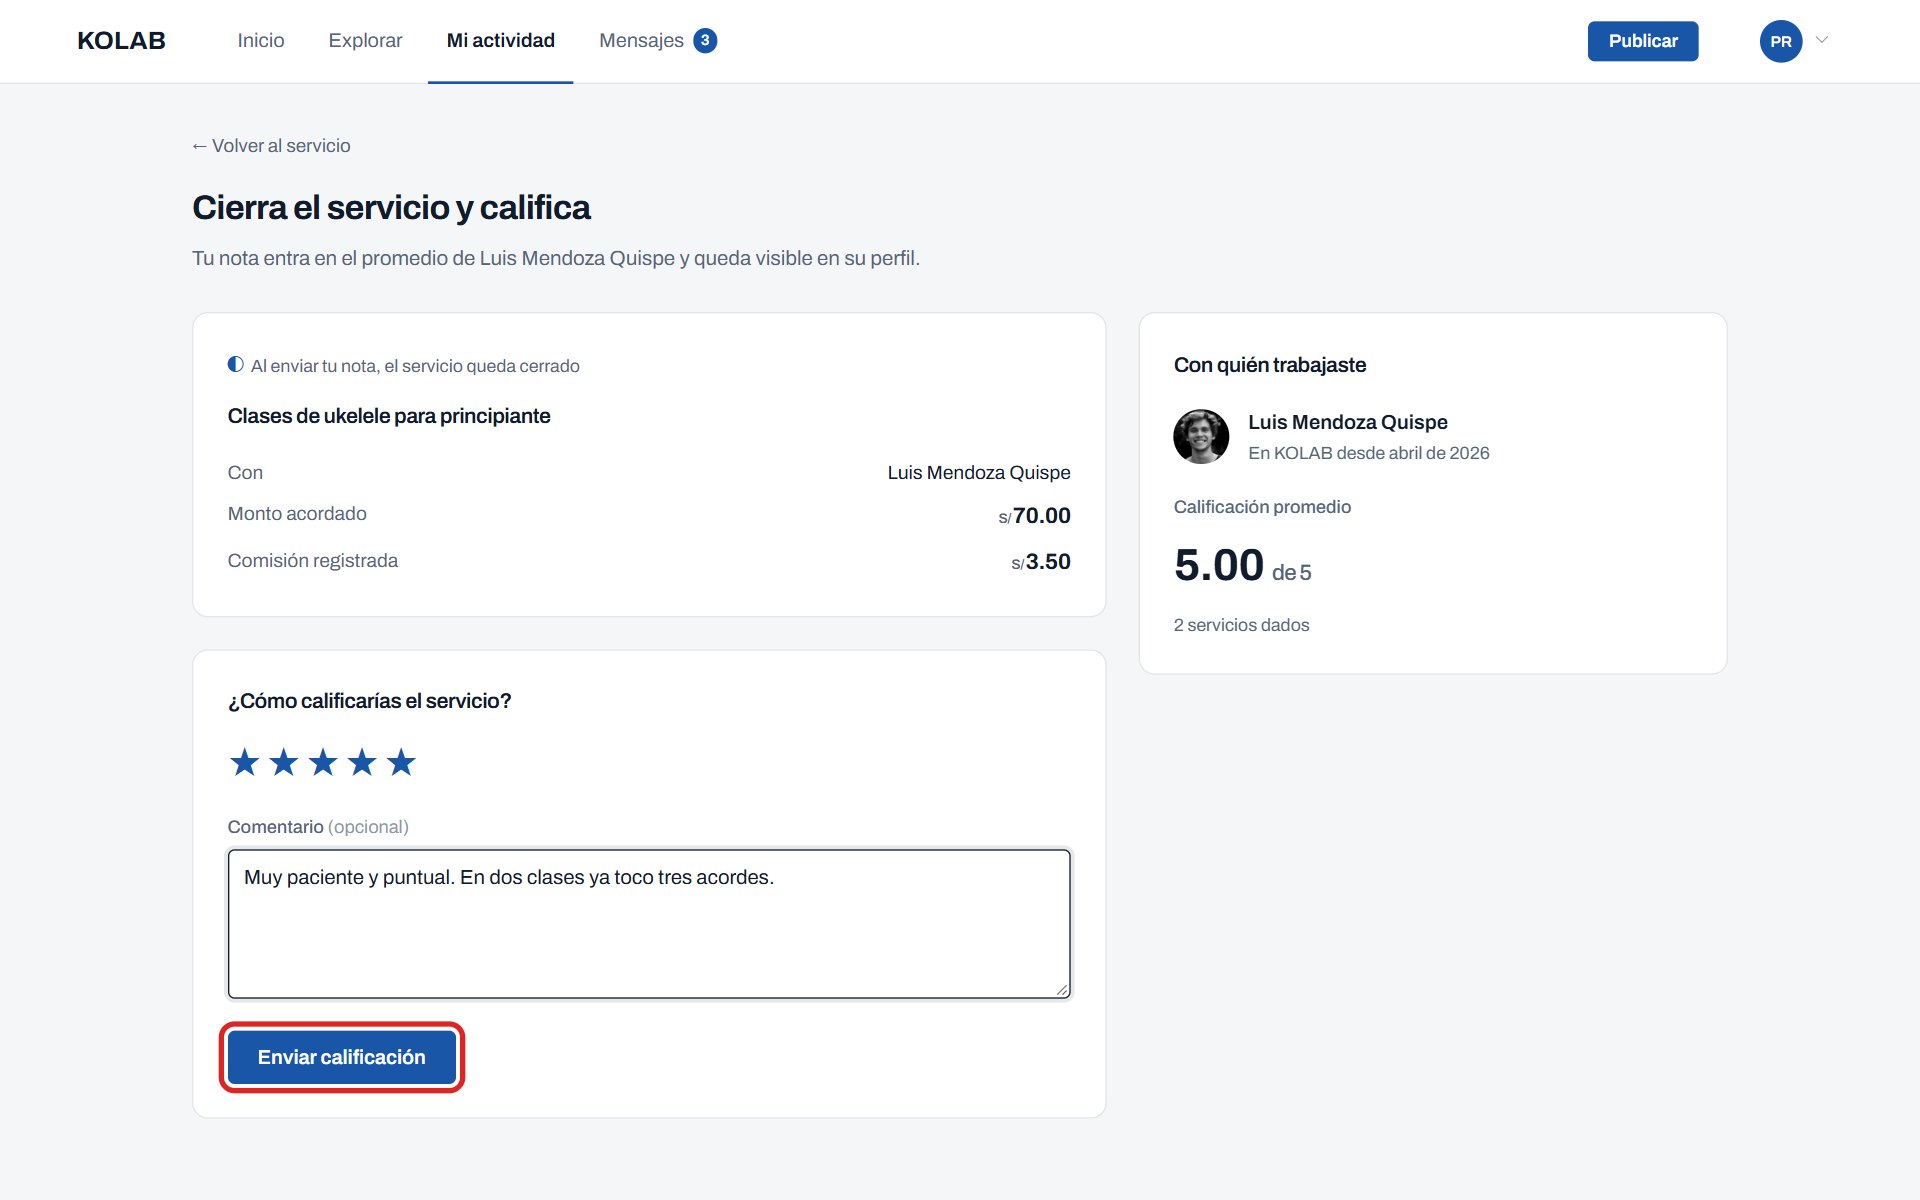 KOLAB Inicio Explorar Mi actividad Mensajes 3 Publicar PR
← Volver al servicio
Cierra el servicio y califica
Tu nota entra en el promedio de Luis Mendoza Quispe y queda visible en su perfil.
Al enviar tu nota, el servicio queda cerrado
Clases de ukelele para principiante
Con Luis Mendoza Quispe
Monto acordado S/70.00
Comisión registrada S/3.50
¿Cómo calificarías el servicio?
★ ★ ★ ★ ★
Comentario (opcional)
Muy paciente y puntual. En dos clases ya toco tres acordes.
Enviar calificación
Con quién trabajaste
Luis Mendoza Quispe
En KOLAB desde abril de 2026
Calificación promedio
5.00 de 5
2 servicios dados